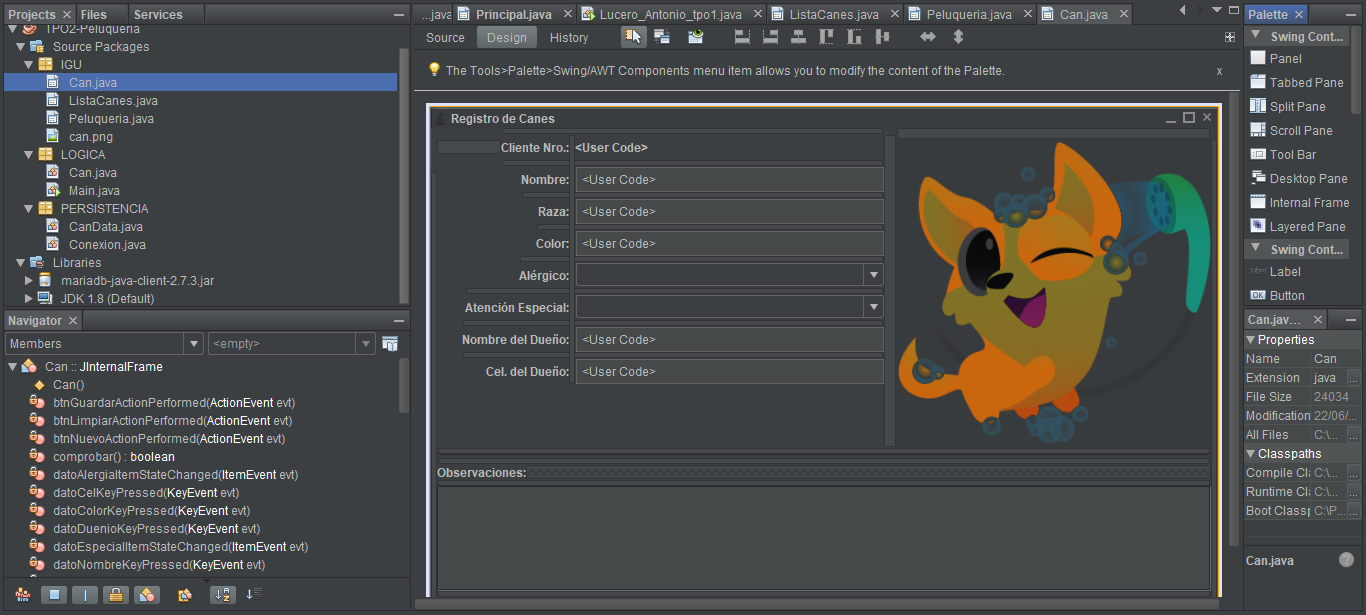 Projects
Files
Services
TPO2-Peluqueria
Source Packages
IGU
Can.java
ListaCanes.java
Peluqueria.java
can.png
LOGICA
Can.java
Main.java
PERSISTENCIA
CanData.java
Conexion.java
Libraries
mariadb-java-client-2.7.3.jar
JDK 1.8 (Default)
Navigator
Members
<empty>
Can :: JInternalFrame
Can()
btnGuardarActionPerformed(ActionEvent evt)
btnLimpiarActionPerformed(ActionEvent evt)
btnNuevoActionPerformed(ActionEvent evt)
comprobar() : boolean
datoAlergiaItemStateChanged(ItemEvent evt)
datoCelKeyPressed(KeyEvent evt)
datoColorKeyPressed(KeyEvent evt)
datoDuenioKeyPressed(KeyEvent evt)
datoEspecialItemStateChanged(ItemEvent evt)
datoNombreKeyPressed(KeyEvent evt)
...java
Principal.java
Lucero_Antonio_tpo1.java
ListaCanes.java
Peluqueria.java
Can.java
Source
Design
History
The Tools>Palette>Swing/AWT Components menu item allows you to modify the content of the Palette.
x
Registro de Canes
Cliente Nro.: <User Code>
Nombre: <User Code>
Raza: <User Code>
Color: <User Code>
Alérgico:
Atención Especial:
Nombre del Dueño: <User Code>
Cel. del Dueño: <User Code>
Observaciones:
Palette
Swing Cont...
Panel
Tabbed Pane
Split Pane
Scroll Pane
Tool Bar
Desktop Pane
Internal Frame
Layered Pane
Swing Cont...
Label
OK Button
Can.jav...
Properties
Name Can
Extension java ...
File Size 24034
Modification 22/06/...
All Files C:\... ...
Classpaths
Compile Cl C:\... ...
Runtime Cl C:\... ...
Boot Classp C:\P... ...
Can.java
?